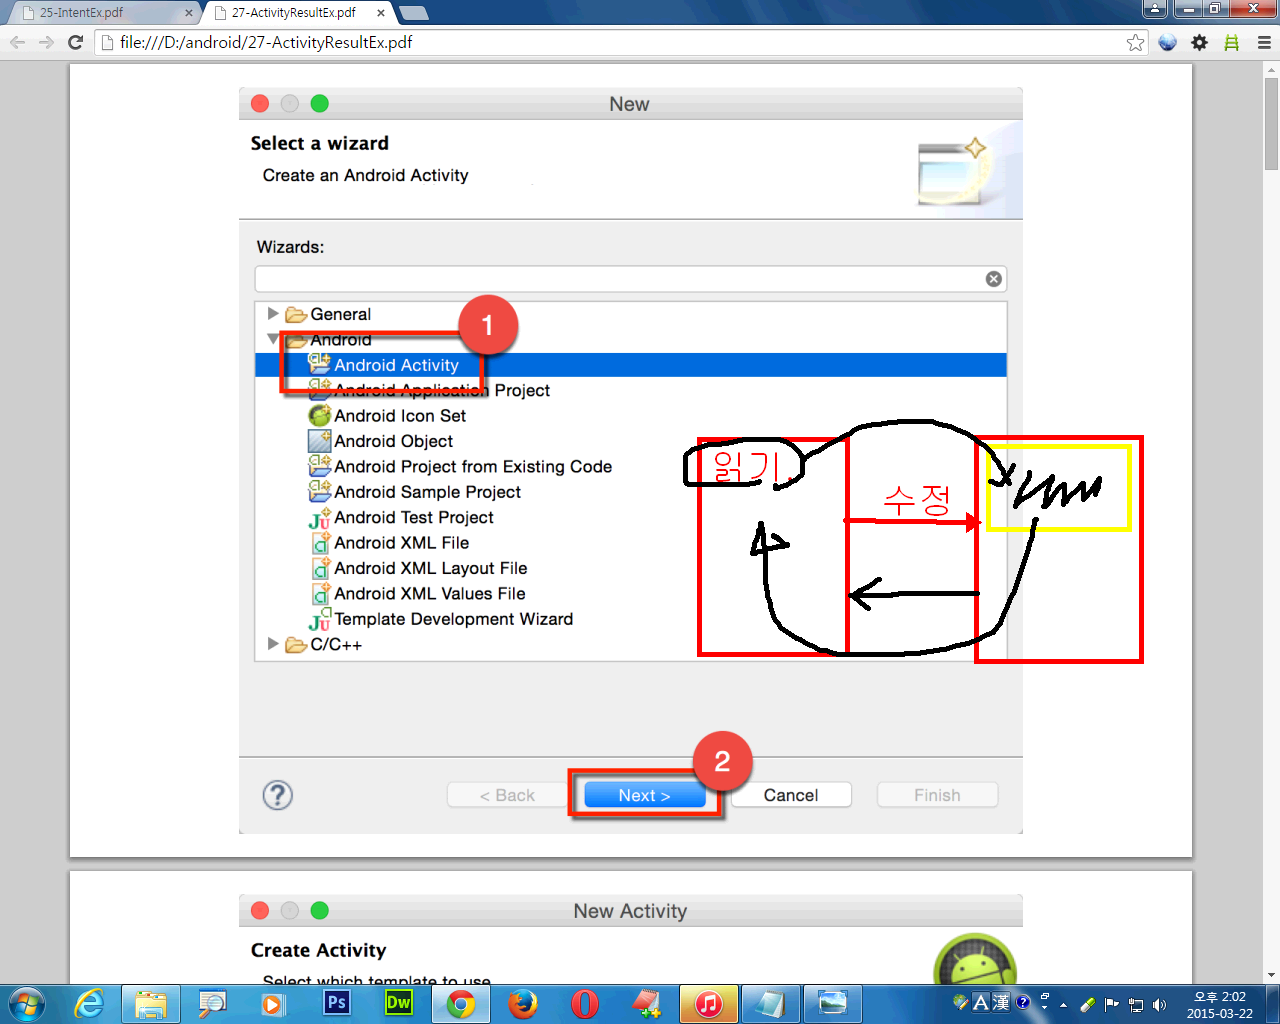 25-IntentEx.pdf
27-ActivityResultEx.pdf
file:///D:/android/27-ActivityResultEx.pdf
New
Select a wizard
Create an Android Activity
Wizards:
General
1
Android
Android Activity
Android Application Project
Android Icon Set
Android Object
Android Project from Existing Code
Android Sample Project
Android Test Project
Android XML File
Android XML Layout File
Android XML Values File
Template Development Wizard
C/C++
읽기.
수정
2
?
< Back
Next >
Cancel
Finish
New Activity
Create Activity
Select which template to use
Ps
Dw
A 漢 ?
오후 2:02
2015-03-22